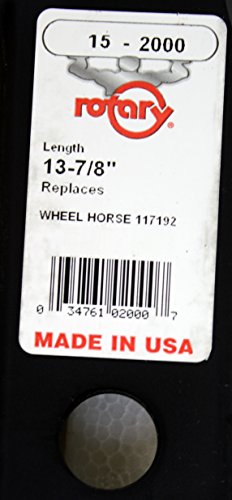 15 - 2000
rotary®
Length
13-7/8"
Replaces
WHEEL HORSE 117192
0 34761 02000 7
MADE IN USA